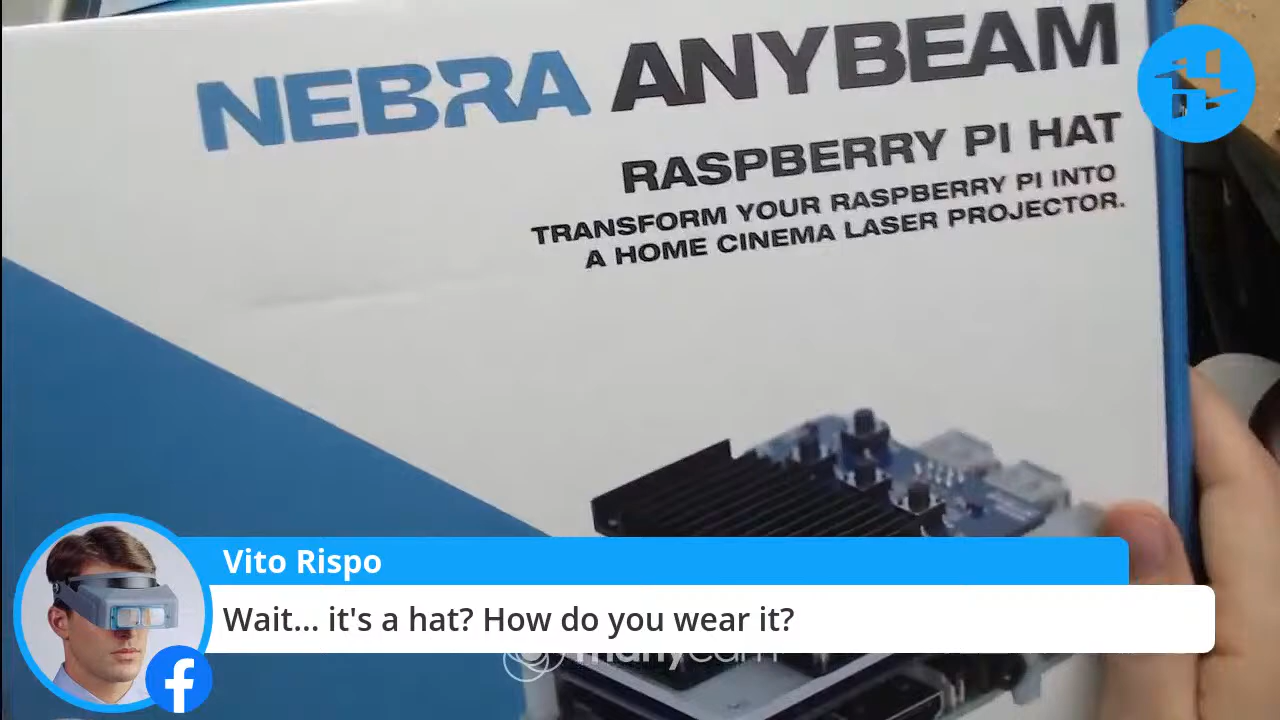 NEBRA ANYBEAM
RASPBERRY PI HAT
TRANSFORM YOUR RASPBERRY PI INTO
A HOME CINEMA LASER PROJECTOR.
Vito Rispo
Wait... it's a hat? How do you wear it?
manycam